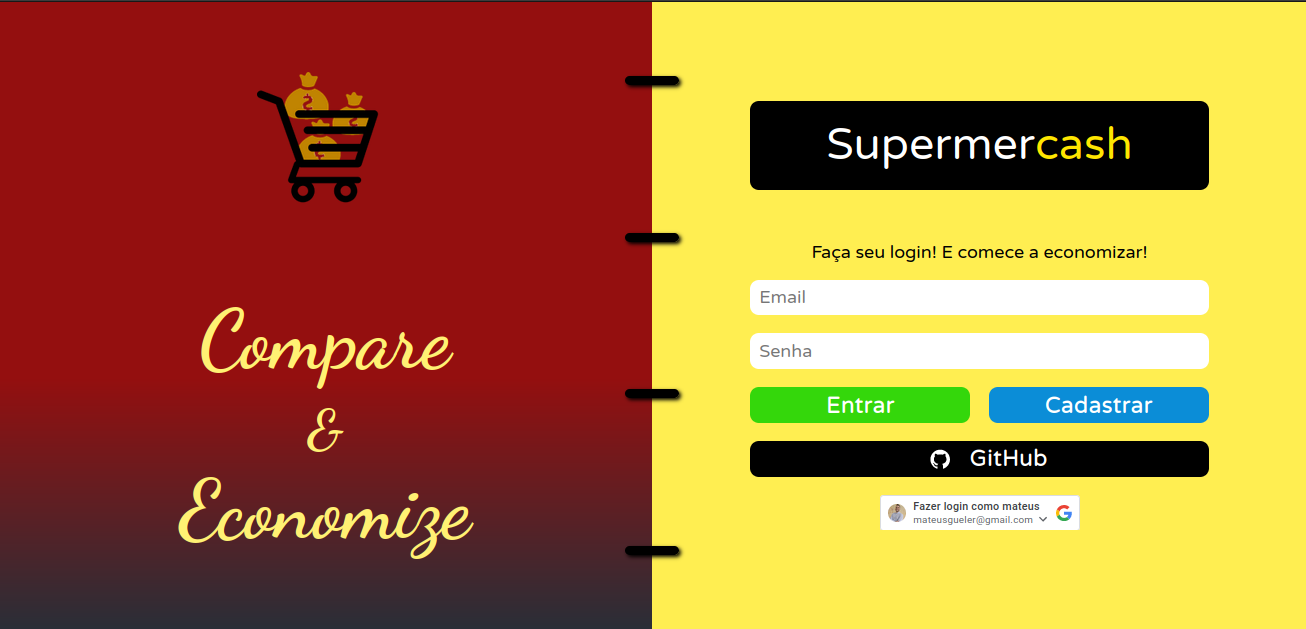 Compare
&
Economize
Supermercash
Faça seu login! E comece a economizar!
Email
Senha
Entrar
Cadastrar
GitHub
Fazer login como mateus
mateusgueler@gmail.com